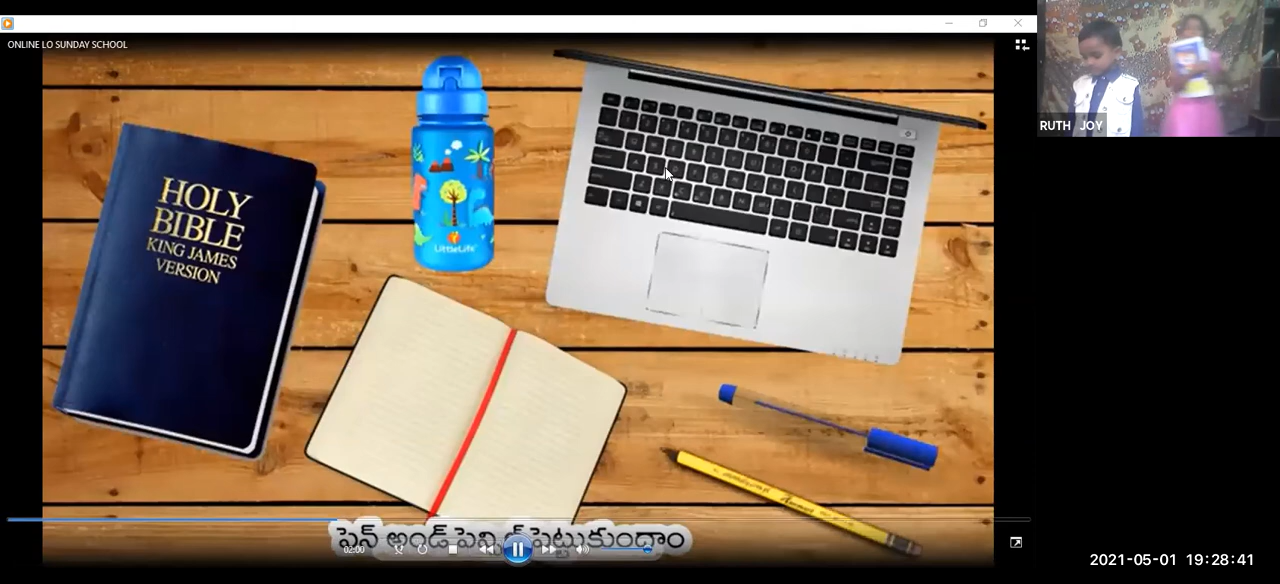 ONLINE LO SUNDAY SCHOOL
RUTH JOY
HOLY
BIBLE
KING JAMES
VERSION
LittleLife
పెన్ అండ్ పెన్సిల్ పెట్టుకుందాం
02:00
2021-05-01 19:28:41